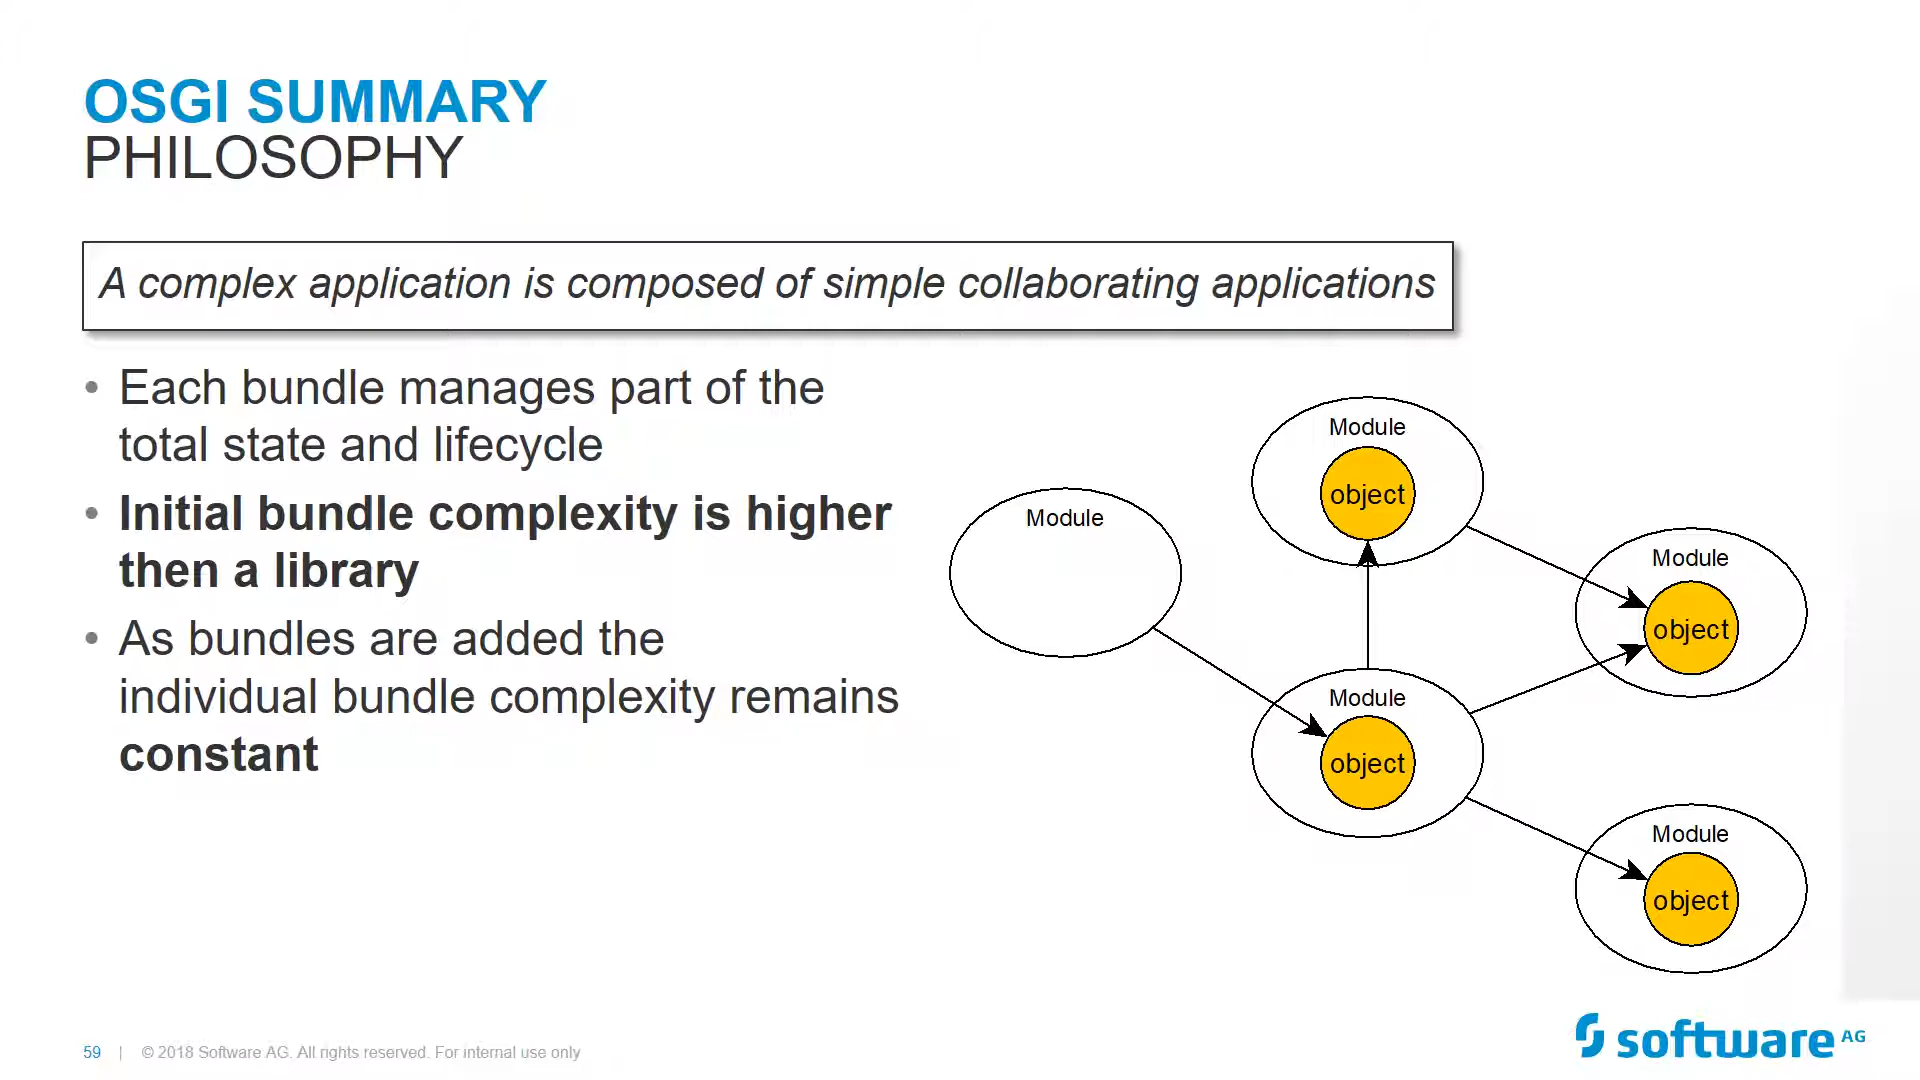 OSGI SUMMARY
PHILOSOPHY
A complex application is composed of simple collaborating applications
• Each bundle manages part of the
total state and lifecycle
• Initial bundle complexity is higher
then a library
• As bundles are added the
individual bundle complexity remains
constant
Module
object
Module
Module
object
Module
object
Module
object
59 | © 2018 Software AG. All rights reserved. For internal use only
software AG